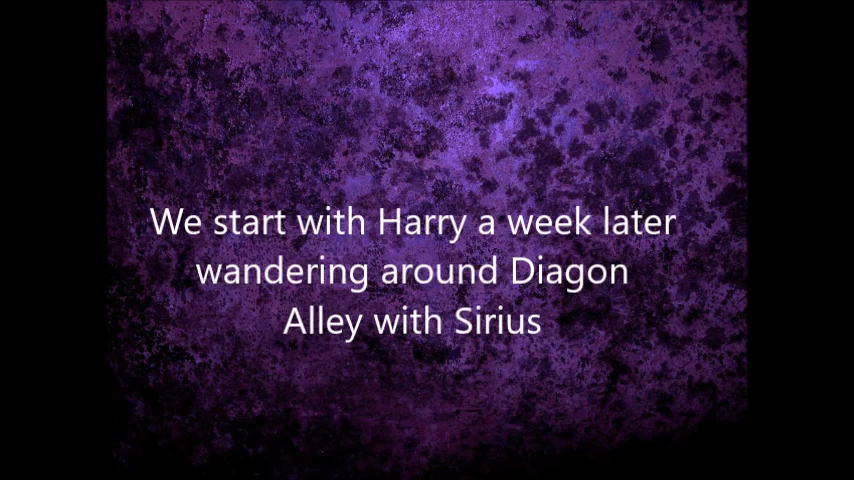 We start with Harry a week later
wandering around Diagon
Alley with Sirius